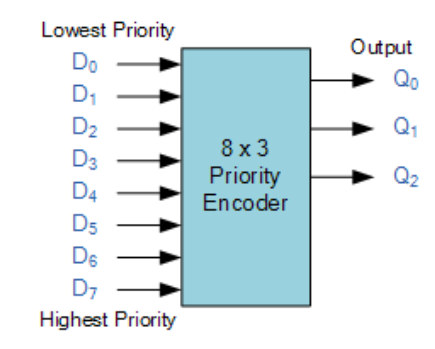 Lowest Priority
Output
D₀
Q₀
D₁
D₂
Q₁
D₃
8 x 3
Priority
Encoder
D₄
Q₂
D₅
D₆
D₇
Highest Priority